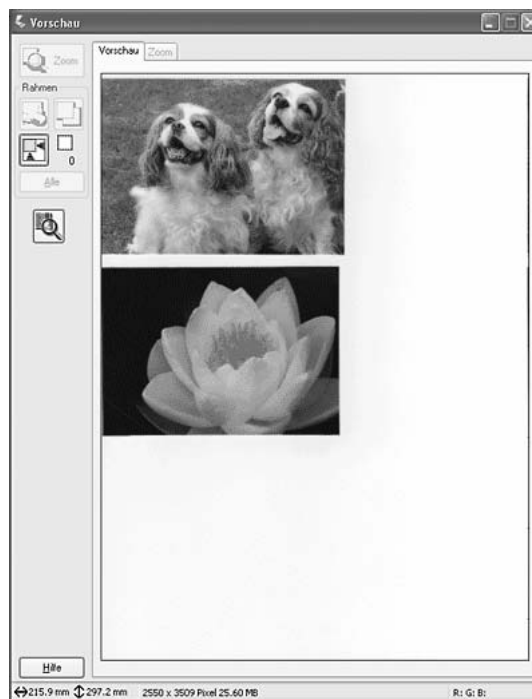 Vorschau
Zoom
Vorschau Zoom
Rahmen
0
Alle
Hilfe
215.9 mm 297.2 mm 2550 x 3509 Pixel 25.60 MB R: G: B: